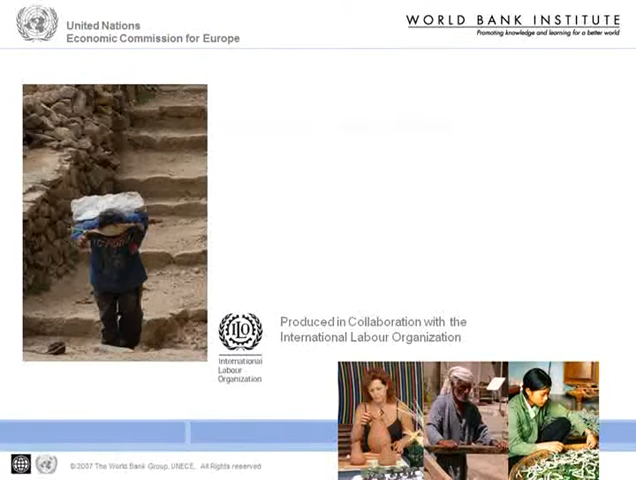 United Nations
Economic Commission for Europe
WORLD BANK INSTITUTE
Promoting knowledge and learning for a better world
ILO
International
Labour
Organization
Produced in Collaboration with the
International Labour Organization
©2007 The World Bank Group, UNECE, All Rights reserved